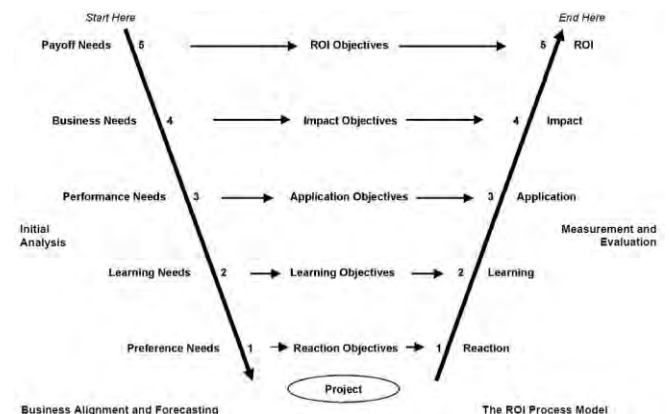 Start Here
End Here
Payoff Needs 5 ROI Objectives 5 ROI
Business Needs 4 Impact Objectives 4 Impact
Performance Needs 3 Application Objectives 3 Application
Initial
Analysis
Measurement and
Evaluation
Learning Needs 2 Learning Objectives 2 Learning
Preference Needs 1 Reaction Objectives 1 Reaction
Project
Business Alignment and Forecasting
The ROI Process Model